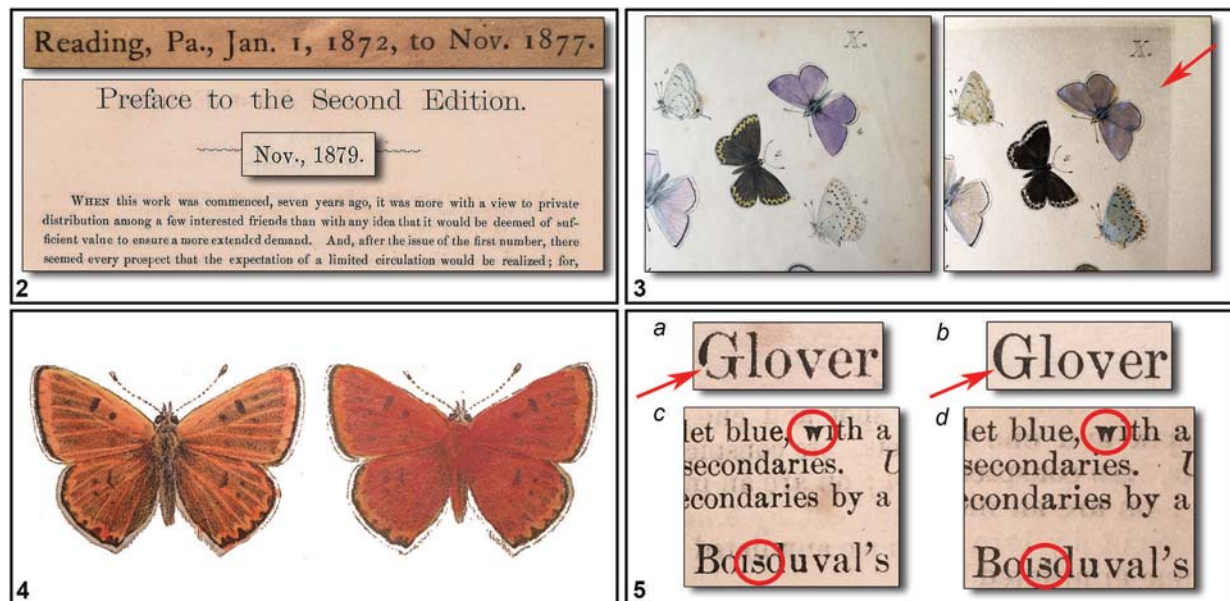 Reading, Pa., Jan. 1, 1872, to Nov. 1877.
Preface to the Second Edition.
Nov., 1879.
WHEN this work was commenced, seven years ago, it was more with a view to private
distribution among a few interested friends than with any idea that it would be deemed of suf-
ficient value to ensure a more extended demand. And, after the issue of the first number, there
seemed every prospect that the expectation of a limited circulation would be realized; for,
2
X.
X.
3
4
a
Glover
b
Glover
c
let blue, with a
secondaries. U
econdaries by a
Boisduval's
d
let blue, with a
secondaries. U
econdaries by a
Boisduval's
5